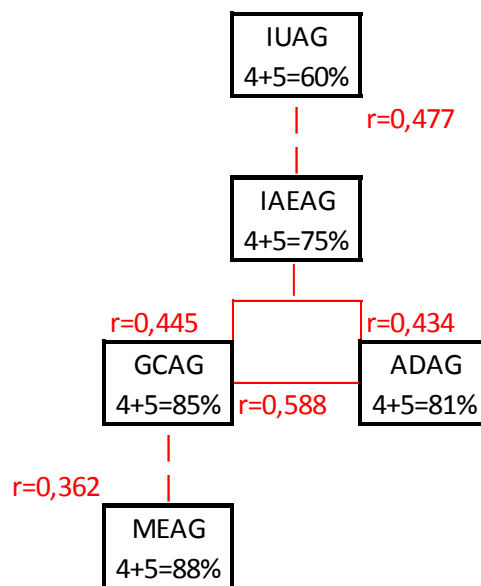 IUAG
4+5=60%
r=0,477
IAEAG
4+5=75%
r=0,445
r=0,434
GCAG
4+5=85%
ADAG
4+5=81%
r=0,588
r=0,362
MEAG
4+5=88%